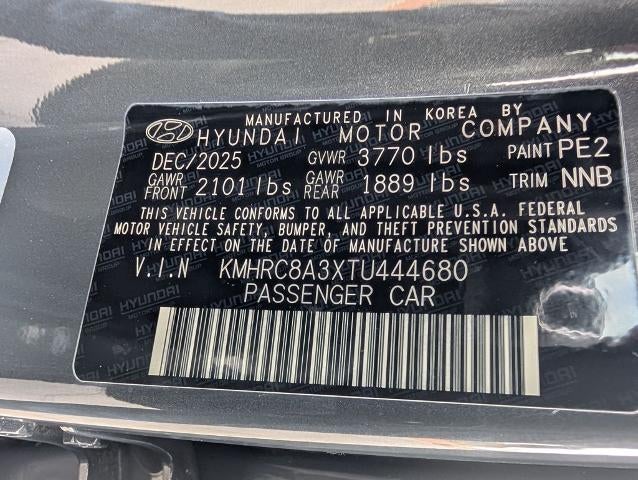 MANUFACTURED IN KOREA BY
HYUNDAI MOTOR COMPANY
DEC/2025 GVWR 3770 lbs PAINT PE2
GAWR FRONT 2101 lbs GAWR REAR 1889 lbs TRIM NNB
THIS VEHICLE CONFORMS TO ALL APPLICABLE U.S.A. FEDERAL
MOTOR VEHICLE SAFETY, BUMPER, AND THEFT PREVENTION STANDARDS
IN EFFECT ON THE DATE OF MANUFACTURE SHOWN ABOVE
V.I.N KMHRC8A3XTU444680
PASSENGER CAR